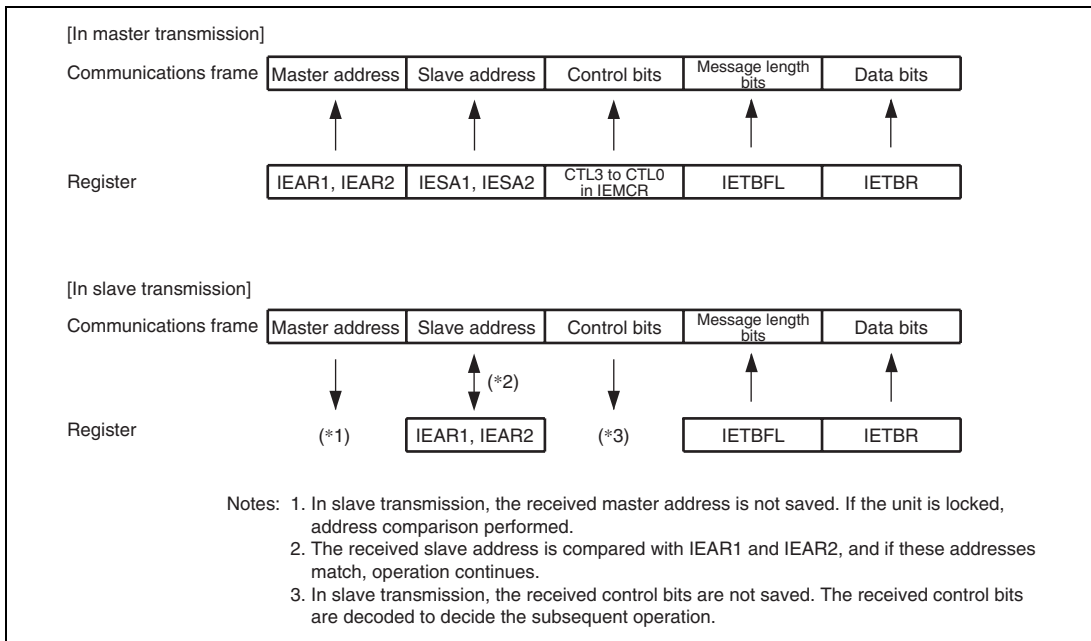 [In master transmission]
Communications frame Master address Slave address Control bits Message length bits Data bits
Register IEAR1, IEAR2 IESA1, IESA2 CTL3 to CTL0 in IEMCR IETBFL IETBR
[In slave transmission]
Communications frame Master address Slave address Control bits Message length bits Data bits
(*2)
Register (*1) IEAR1, IEAR2 (*3) IETBFL IETBR
Notes: 1. In slave transmission, the received master address is not saved. If the unit is locked,
address comparison performed.
2. The received slave address is compared with IEAR1 and IEAR2, and if these addresses
match, operation continues.
3. In slave transmission, the received control bits are not saved. The received control bits
are decoded to decide the subsequent operation.